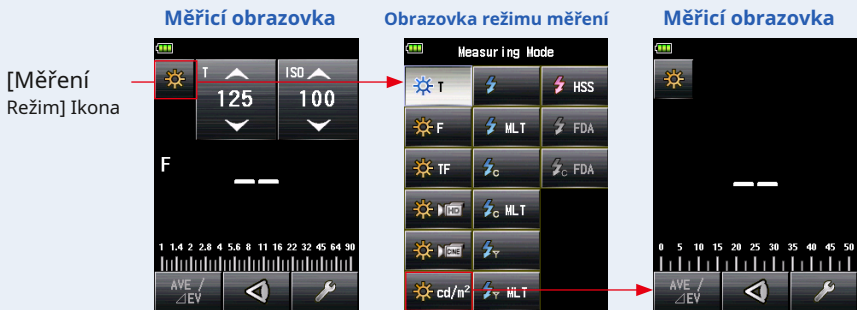 Měřicí obrazovka
Obrazovka režimu měření
Měřicí obrazovka
[Měření
Režim] Ikona
T
ISO
125
100
F
1 1.4 2 2.8 4 5.6 8 11 16 22 32 45 64 90
AVE /
⊿EV
Measuring Mode
T
HSS
F
MLT
FDA
TF
C
C FDA
HD
C MLT
CINE
cd/m²
MLT
0 5 10 15 20 25 30 35 40 45 50
AVE /
⊿EV